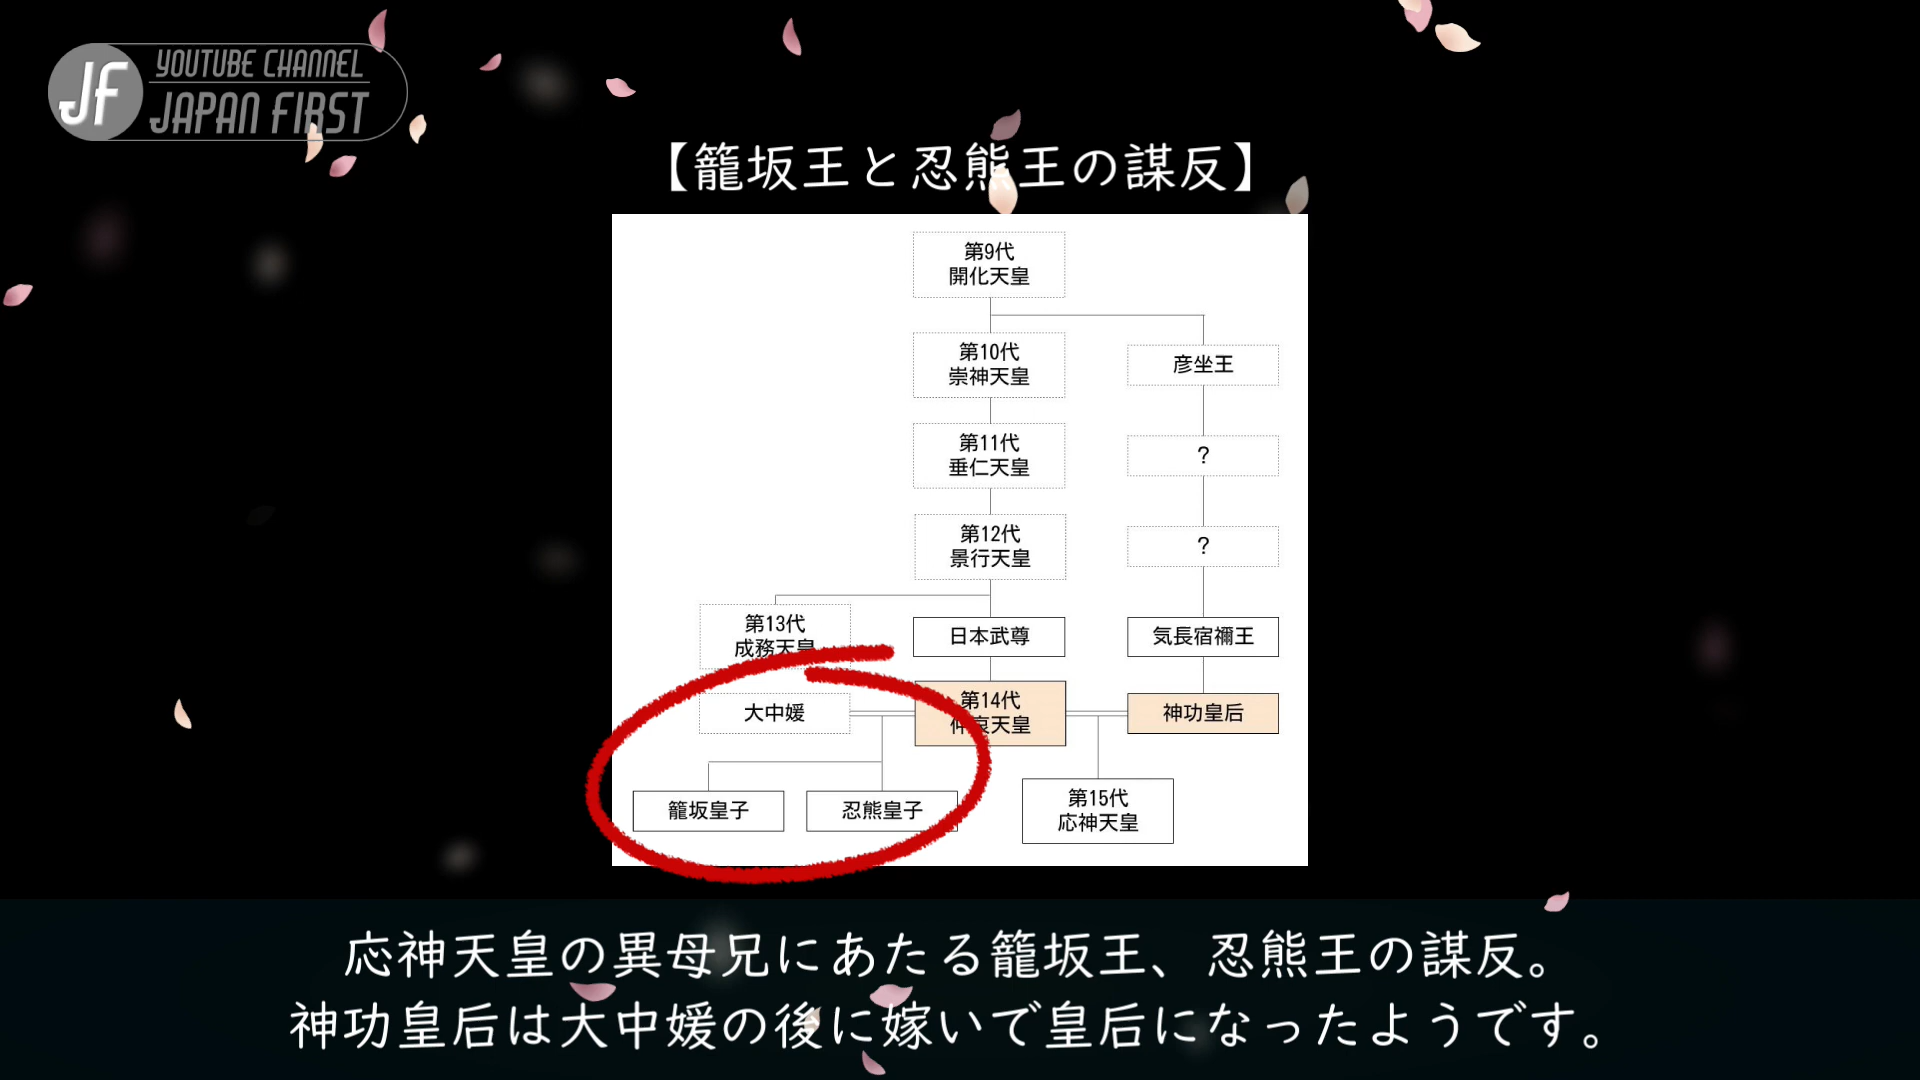 JF
YOUTUBE CHANNEL
JAPAN FIRST
【籠坂王と忍熊王の謀反】
第9代
開化天皇
第10代
崇神天皇
彦坐王
第11代
垂仁天皇
?
第12代
景行天皇
?
第13代
成務天皇
日本武尊
気長宿禰王
大中媛
第14代
仲哀天皇
神功皇后
籠坂皇子
忍熊皇子
第15代
応神天皇
応神天皇の異母兄にあたる籠坂王、忍熊王の謀反。
神功皇后は大中媛の後に嫁いで皇后になったようです。